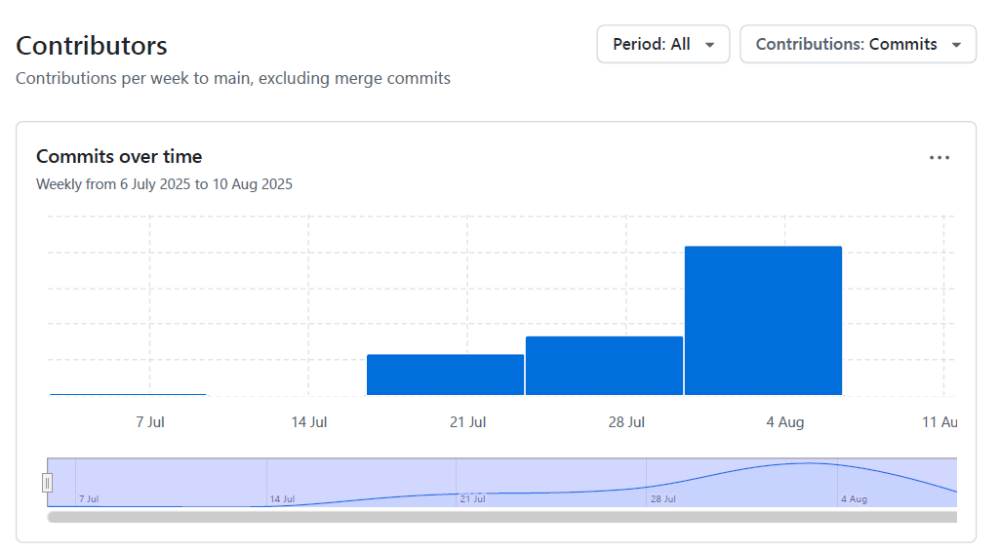 Contributors
Period: All
Contributions: Commits
Contributions per week to main, excluding merge commits
Commits over time
Weekly from 6 July 2025 to 10 Aug 2025
7 Jul 14 Jul 21 Jul 28 Jul 4 Aug 11 Au
7 Jul 14 Jul 21 Jul 28 Jul 4 Aug